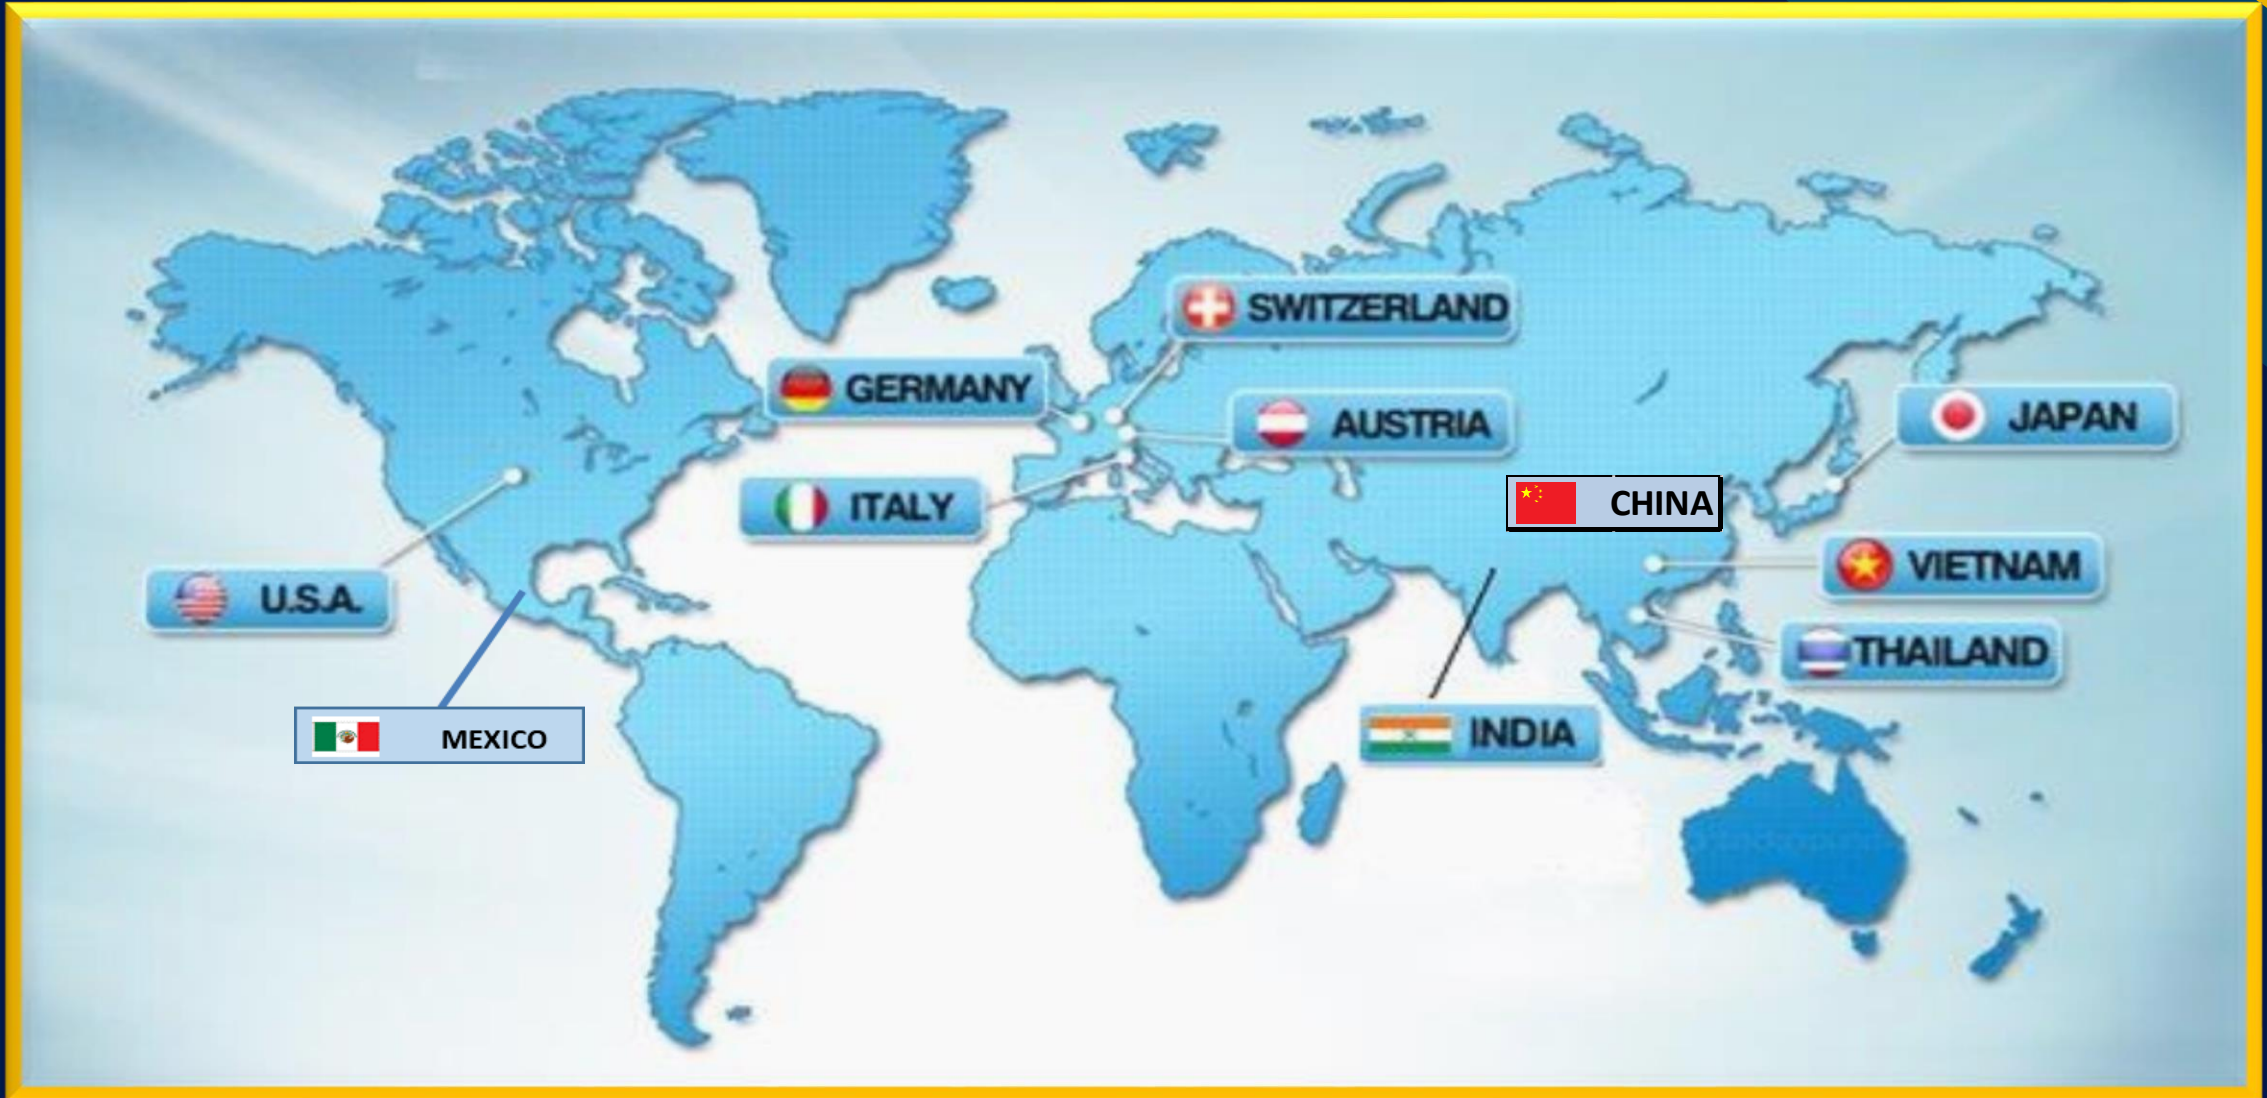 SWITZERLAND
GERMANY
AUSTRIA
JAPAN
ITALY
CHINA
VIETNAM
U.S.A.
THAILAND
INDIA
MEXICO